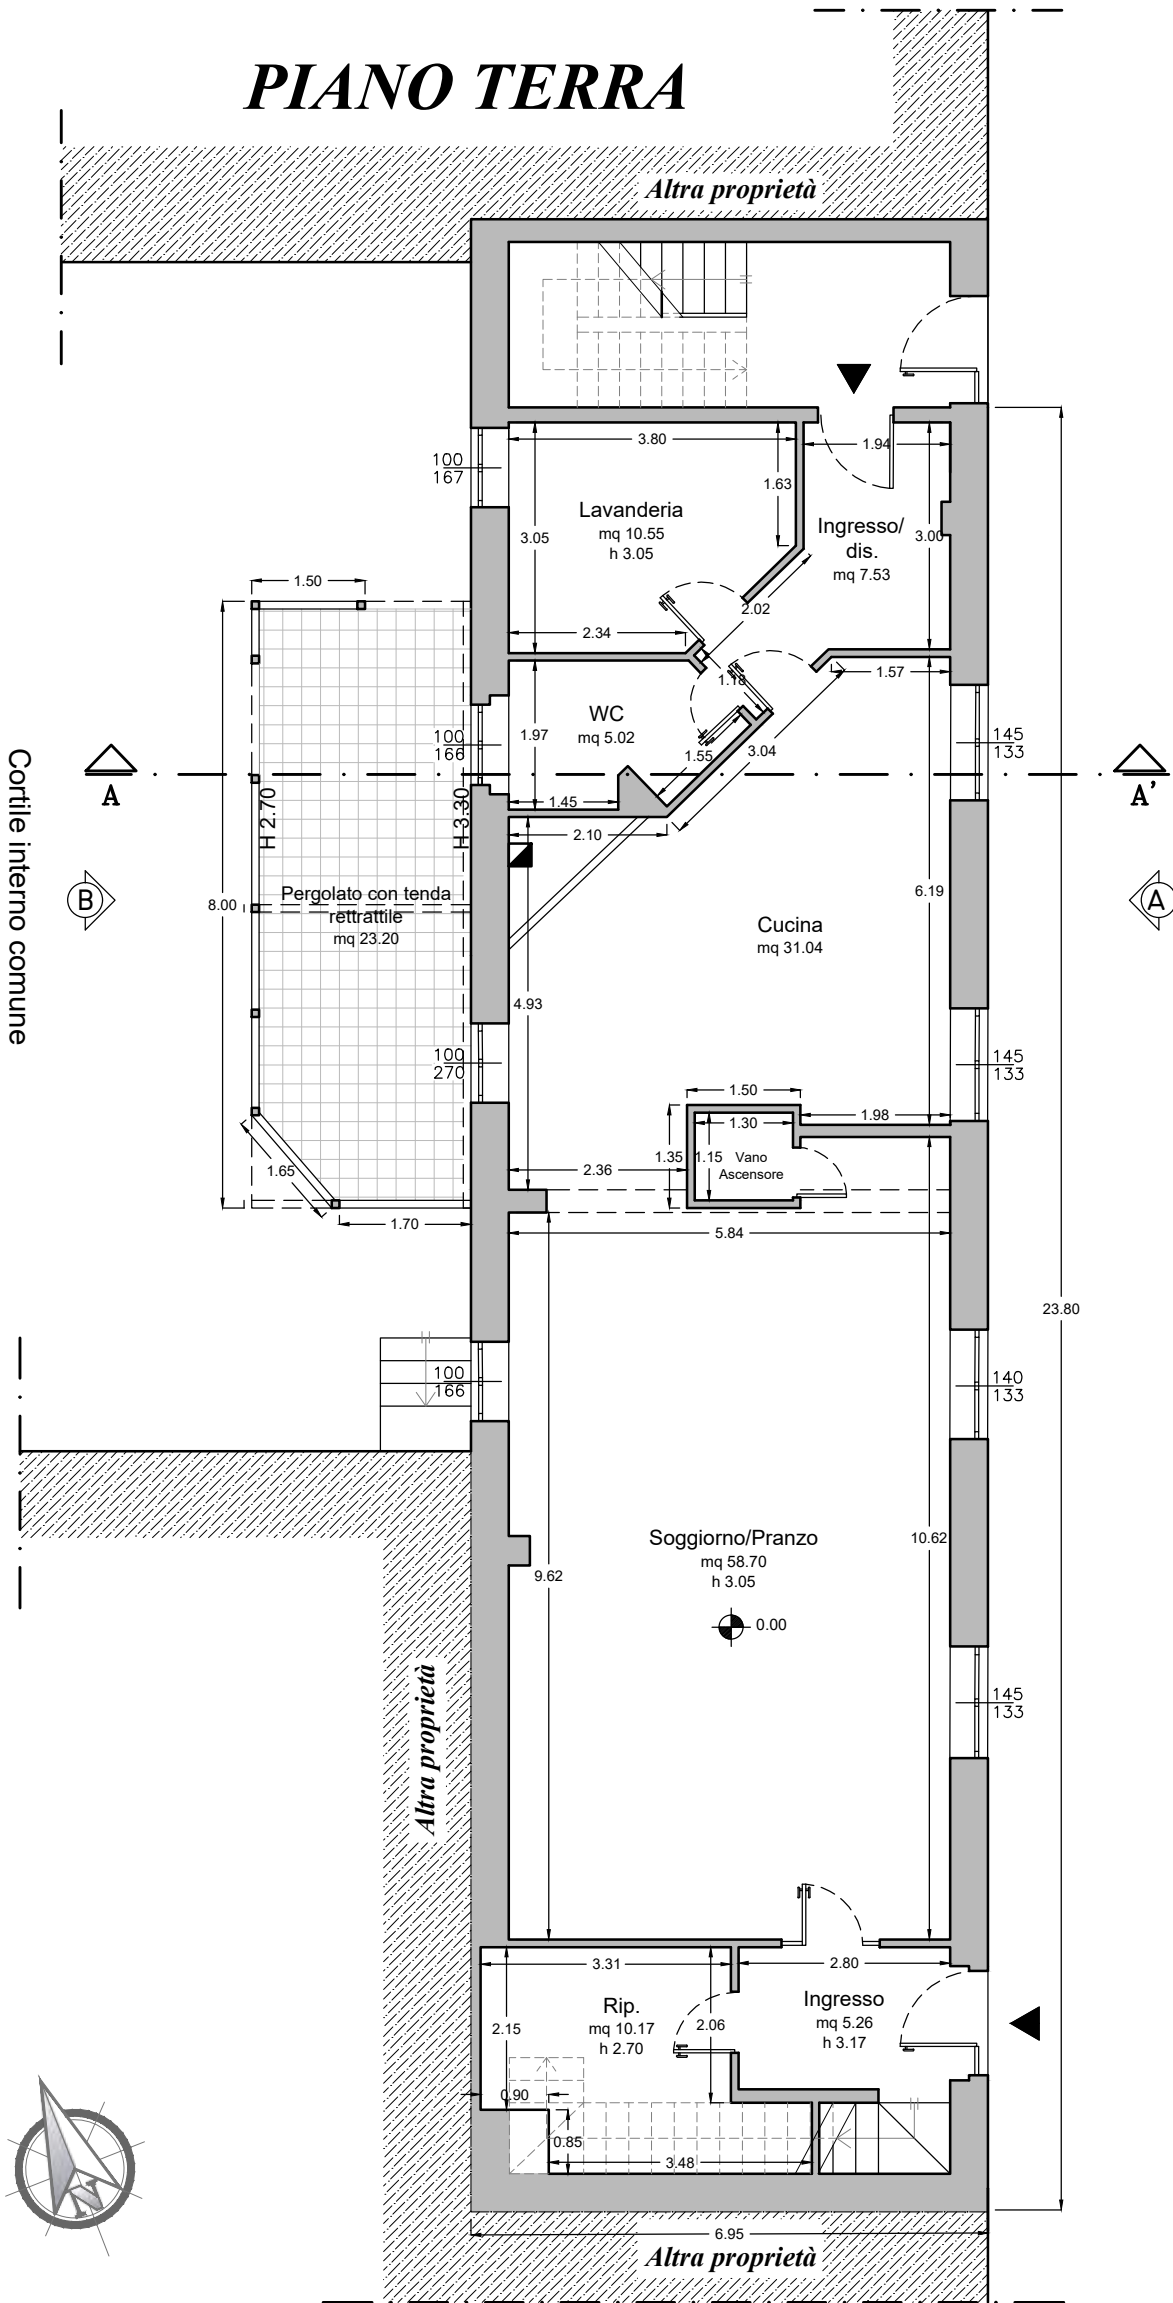 PIANO TERRA
Altra proprietà
3.80
1.94
100
167
1.63
Lavanderia
mq 10.55
h 3.05
3.05
Ingresso/
dis.
mq 7.53
3.00
1.50
2.02
2.34
1.18
1.57
WC
mq 5.02
1.97
100
166
145
133
1.55
3.04
A
A'
1.45
2.10
H 2.70
H 3.30
Cortile interno comune
B
A
8.00
Pergolato con tenda
rettrattile
mq 23.20
6.19
Cucina
mq 31.04
4.93
100
270
145
133
1.50
1.98
1.30
1.35
1.15
Vano
Ascensore
2.36
1.65
1.70
5.84
23.80
100
166
140
133
Soggiorno/Pranzo
mq 58.70
h 3.05
10.62
9.62
0.00
Altra proprietà
145
133
3.31
2.80
Rip.
mq 10.17
h 2.70
2.15
2.06
Ingresso
mq 5.26
h 3.17
0.90
0.85
3.48
N
6.95
Altra proprietà